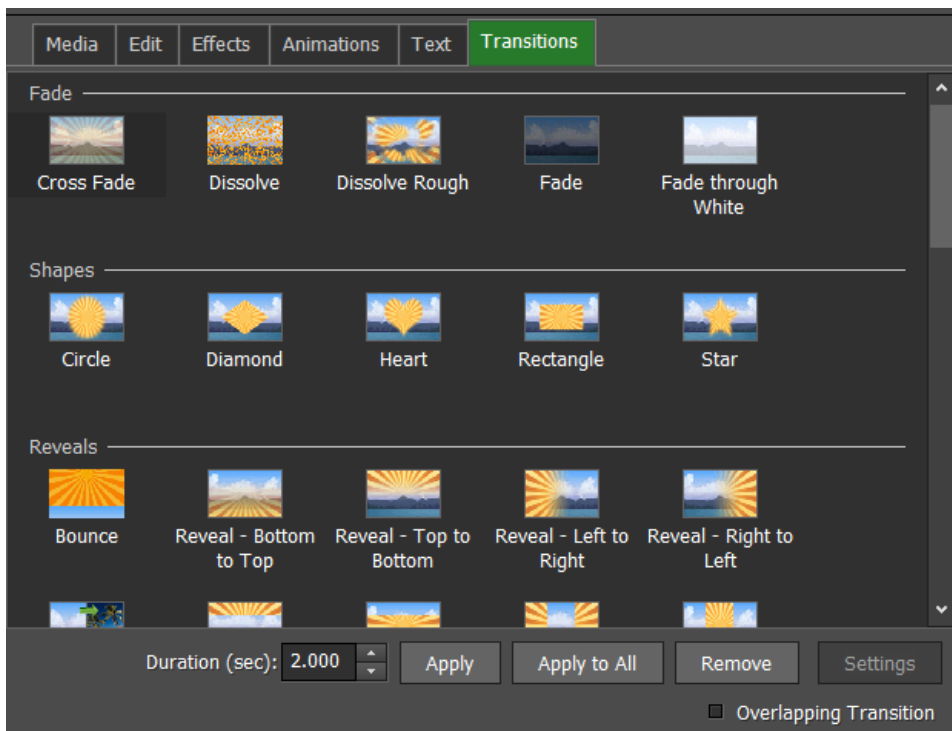 Media Edit Effects Animations Text Transitions
Fade
Cross Fade Dissolve Dissolve Rough Fade Fade through
White
Shapes
Circle Diamond Heart Rectangle Star
Reveals
Bounce Reveal - Bottom Reveal - Top to Reveal - Left to Reveal - Right to
to Top Bottom Right Left
Duration (sec): 2.000 Apply Apply to All Remove Settings
Overlapping Transition